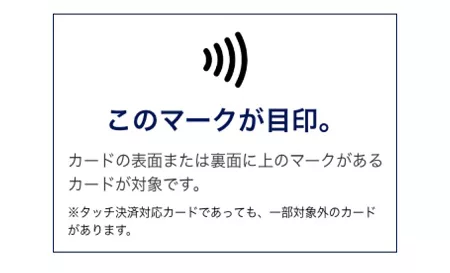 このマークが目印。
カードの表面または裏面に上のマークがある
カードが対象です。
※タッチ決済対応カードであっても、一部対象外のカード
があります。